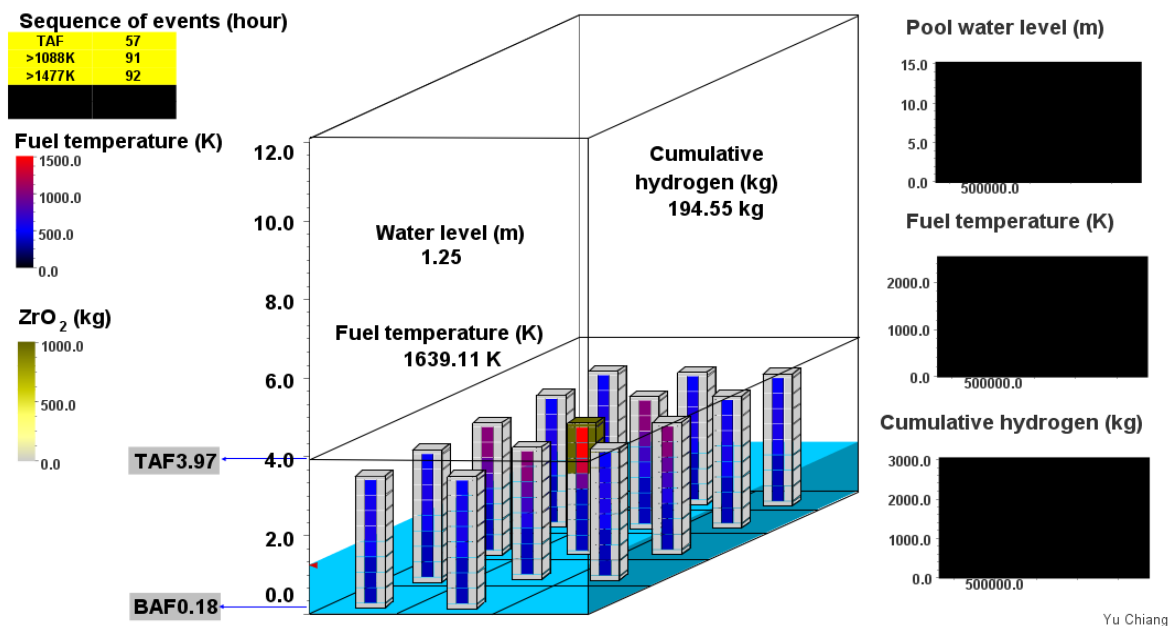 Sequence of events (hour)
TAF 57
>1088K 91
>1477K 92
Fuel temperature (K)
1500.0
1000.0
500.0
0.0
ZrO2 (kg)
1000.0
500.0
0.0
TAF3.97
BAF0.18
12.0
10.0
8.0
6.0
4.0
2.0
0.0
Water level (m)
1.25
Cumulative
hydrogen (kg)
194.55 kg
Fuel temperature (K)
1639.11 K
Pool water level (m)
15.0
10.0
5.0
0.0
500000.0
Fuel temperature (K)
2000.0
1000.0
0.0
500000.0
Cumulative hydrogen (kg)
3000.0
2000.0
1000.0
0.0
500000.0
Yu Chiang